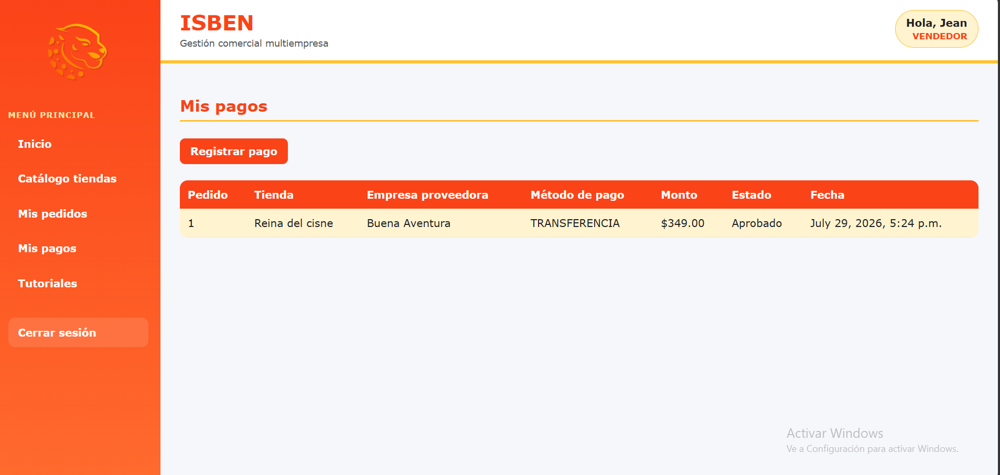 ISBEN
Gestión comercial multiempresa
Hola, Jean
VENDEDOR
MENÚ PRINCIPAL
Inicio
Catálogo tiendas
Mis pedidos
Mis pagos
Tutoriales
Cerrar sesión
Mis pagos
Registrar pago
Pedido Tienda Empresa proveedora Método de pago Monto Estado Fecha
1 Reina del cisne Buena Aventura TRANSFERENCIA $349.00 Aprobado July 29, 2026, 5:24 p.m.
Activar Windows
Ve a Configuración para activar Windows.